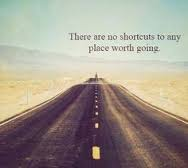 There are no shortcuts to any
place worth going.